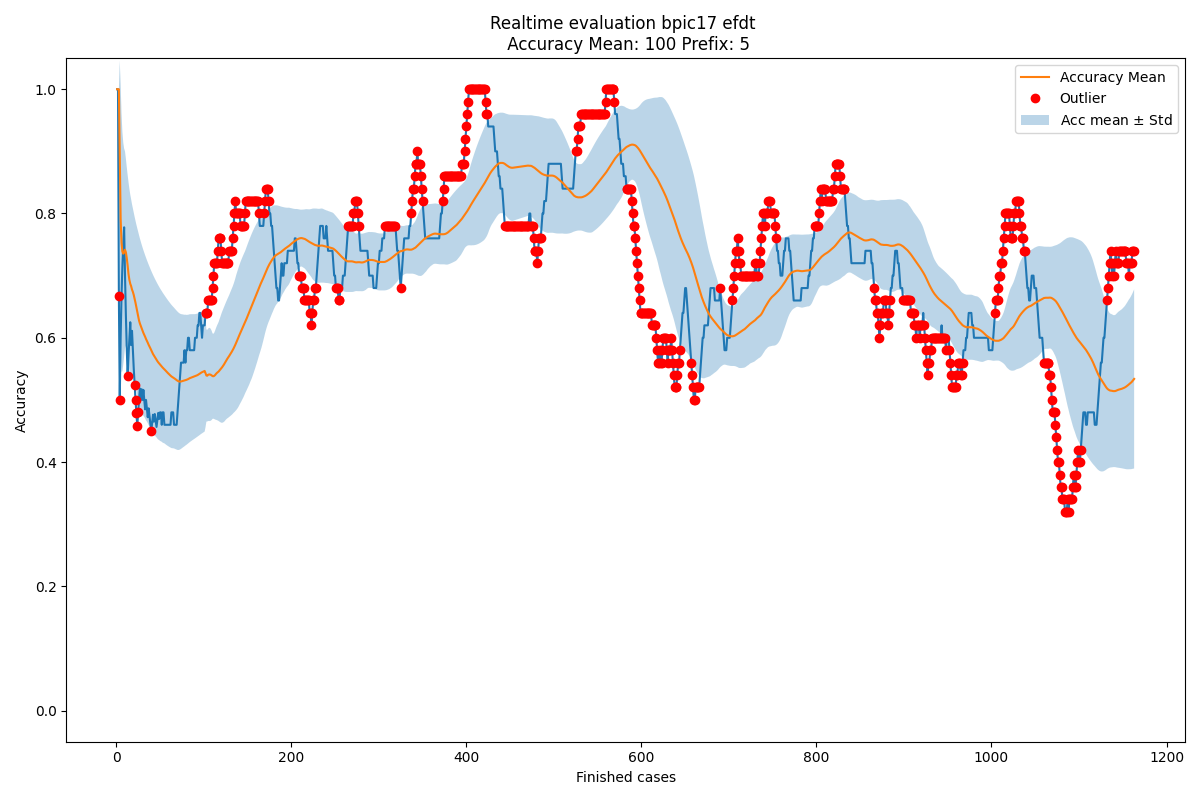 Realtime evaluation bpic17 efdt
Accuracy Mean: 100 Prefix: 5
Accuracy Mean
Outlier
Acc mean ± Std
1.0
0.8
0.6
0.4
0.2
0.0
Accuracy
0
200
400
600
800
1000
1200
Finished cases